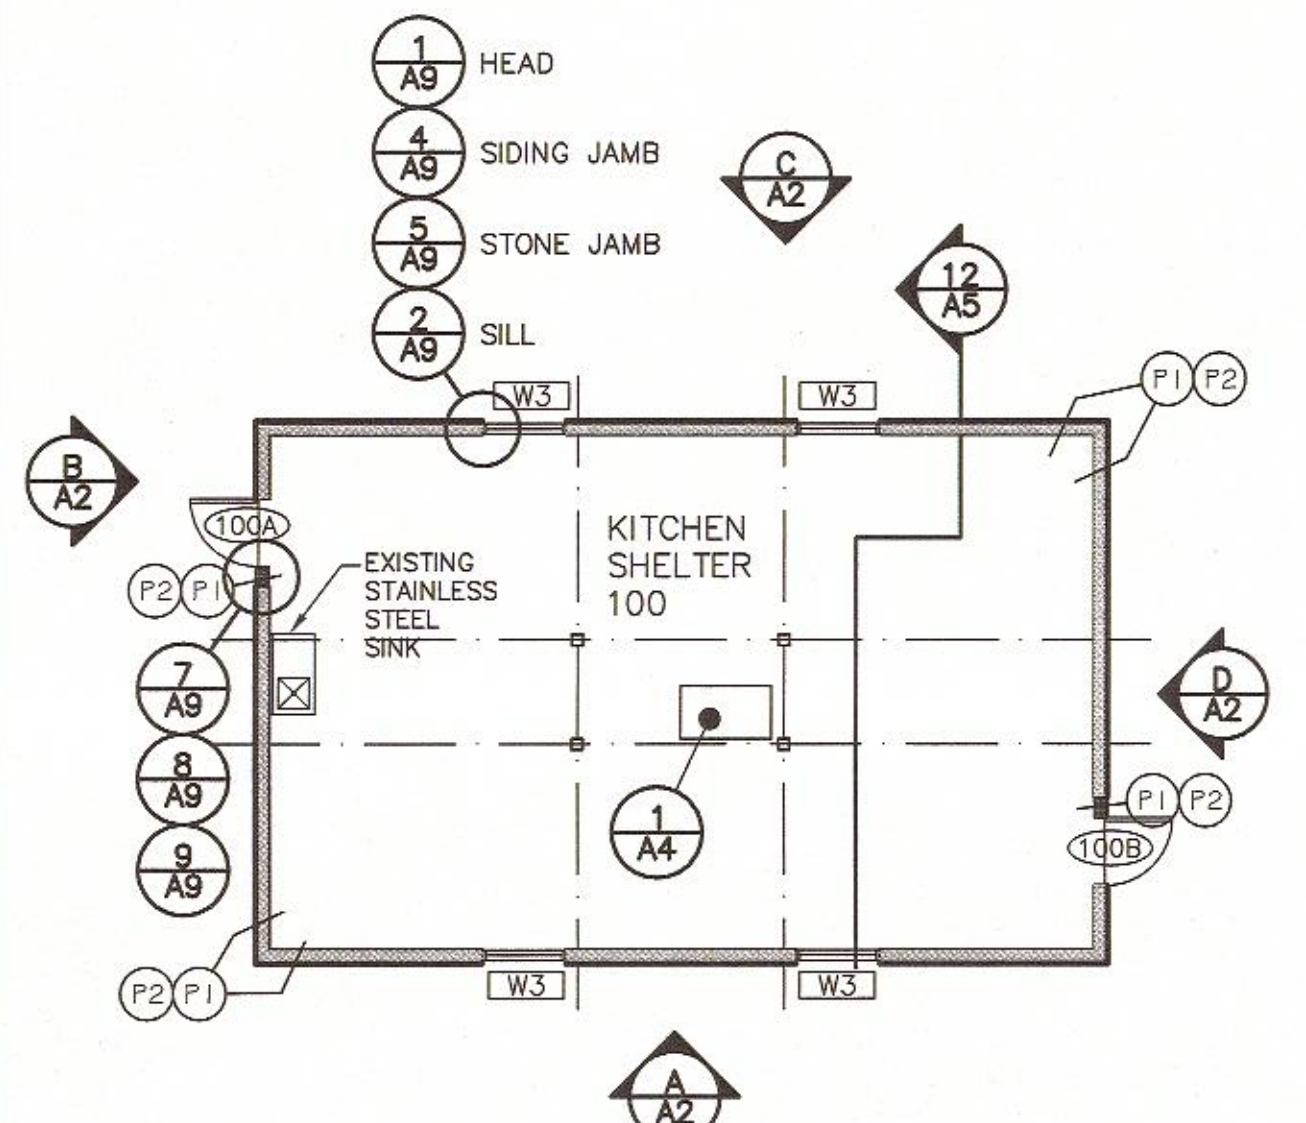 1
A9
HEAD
4
A9
SIDING JAMB
5
A9
STONE JAMB
2
A9
SILL
C
A2
12
A5
W3
W3
P1 P2
B
A2
100A
KITCHEN
SHELTER
100
EXISTING
STAINLESS
STEEL
SINK
P2 P1
7
A9
8
A9
9
A9
D
A2
P1 P2
100B
1
A4
P2 P1
W3
W3
A
A2